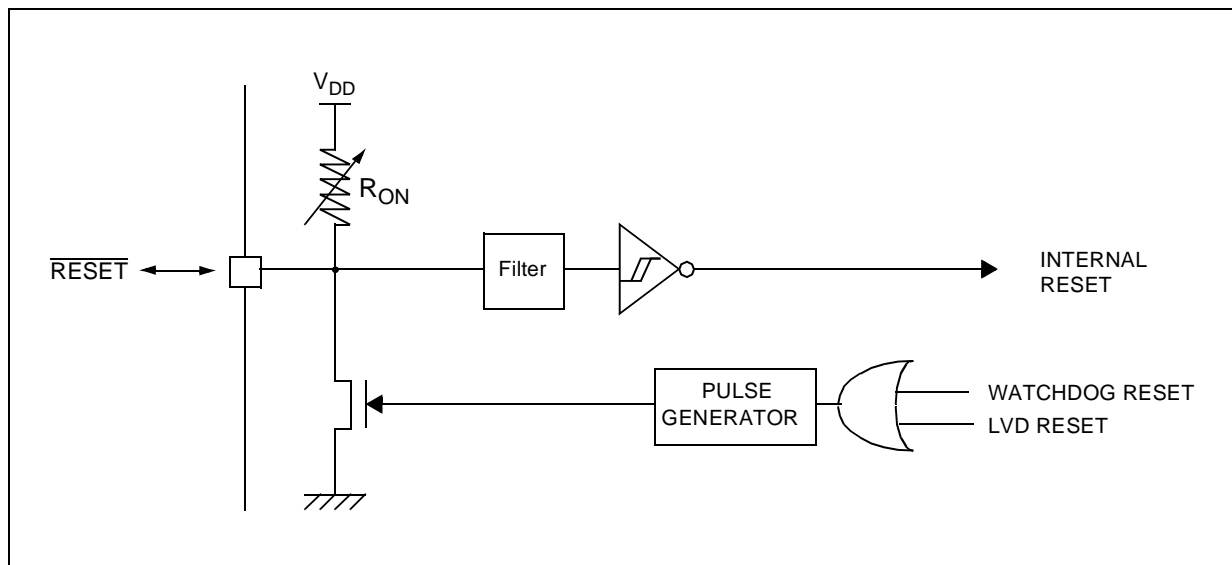 VDD
RON
RESET
Filter
INTERNAL
RESET
PULSE
GENERATOR
WATCHDOG RESET
LVD RESET